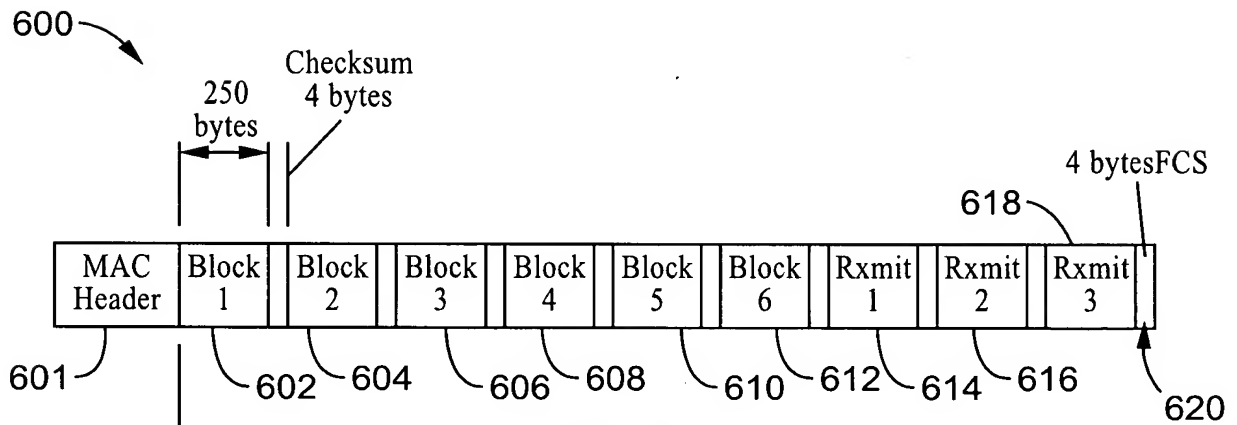 600
Checksum
4 bytes
250
bytes
4 bytesFCS
618
MAC
Header
Block
1
Block
2
Block
3
Block
4
Block
5
Block
6
Rxmit
1
Rxmit
2
Rxmit
3
601
602
604
606
608
610
612
614
616
620